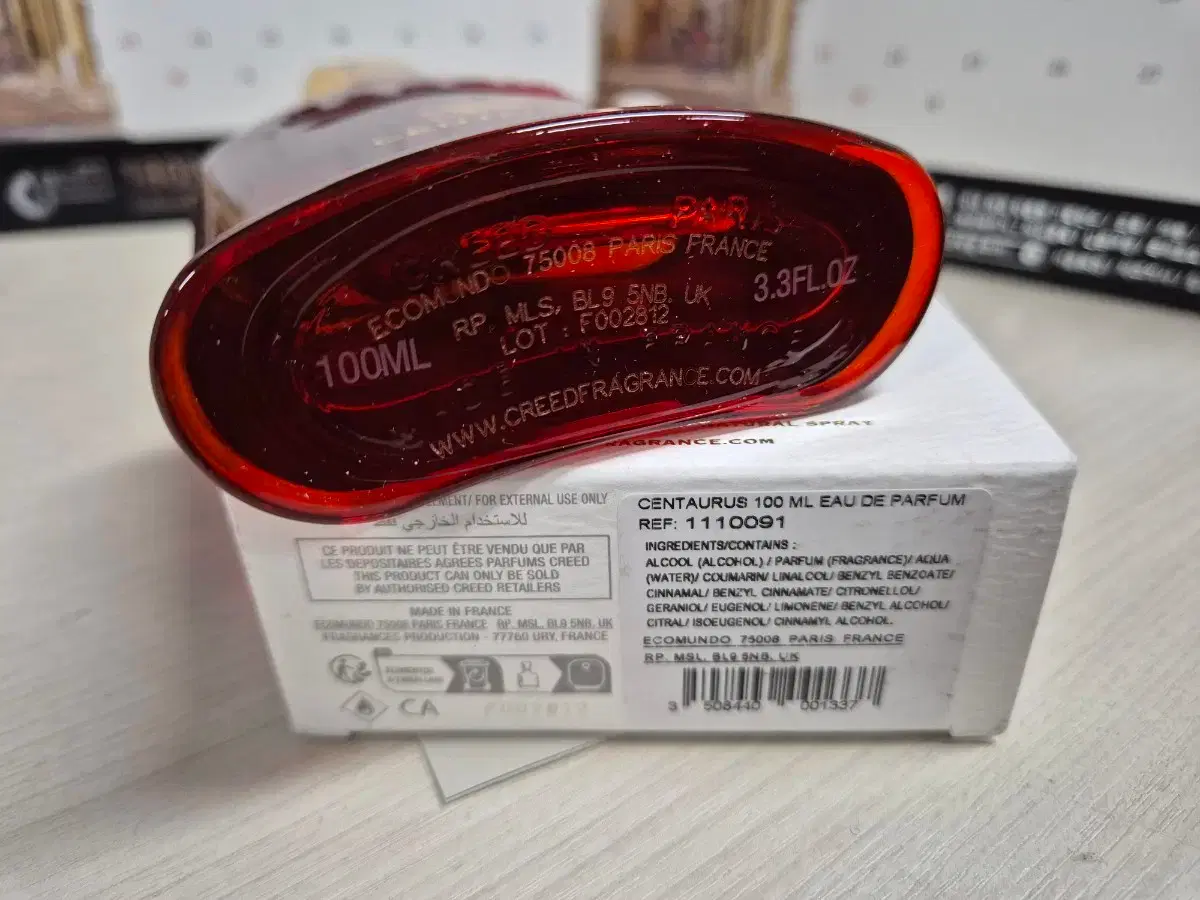 PARIS
ECOMUNDO 75008 PARIS FRANCE
RP, MLS, BL9 5NB, UK
LOT : F002812
100ML
3.3FL.OZ
WWW.CREEDFRAGRANCE.COM
NATURAL SPRAY
FRAGRANCE.COM
FOR EXTERNAL USE ONLY
للاستخدام الخارجي فقط
CE PRODUIT NE PEUT ÊTRE VENDU QUE PAR
LES DEPOSITAIRES AGREES PARFUMS CREED
THIS PRODUCT CAN ONLY BE SOLD
BY AUTHORISED CREED RETAILERS
MADE IN FRANCE
ECOMUNDO 75008 PARIS FRANCE RP. MSL, BL9 5NB, UK
FRAGRANCES PRODUCTION - 77760 URY, FRANCE
CENTAURUS 100 ML EAU DE PARFUM
REF: 1110091
INGREDIENTS/CONTAINS :
ALCOOL (ALCOHOL) / PARFUM (FRAGRANCE)/ AQUA
(WATER)/ COUMARIN/ LINALOOL/ BENZYL BENZOATE/
CINNAMAL/ BENZYL CINNAMATE/ CITRONELLOL/
GERANIOL/ EUGENOL/ LIMONENE/ BENZYL ALCOHOL/
CITRAL/ ISOEUGENOL/ CINNAMYL ALCOHOL.
ECOMUNDO 75008 PARIS FRANCE
RP. MSL, BL9 5NB, UK
3 508440 001337